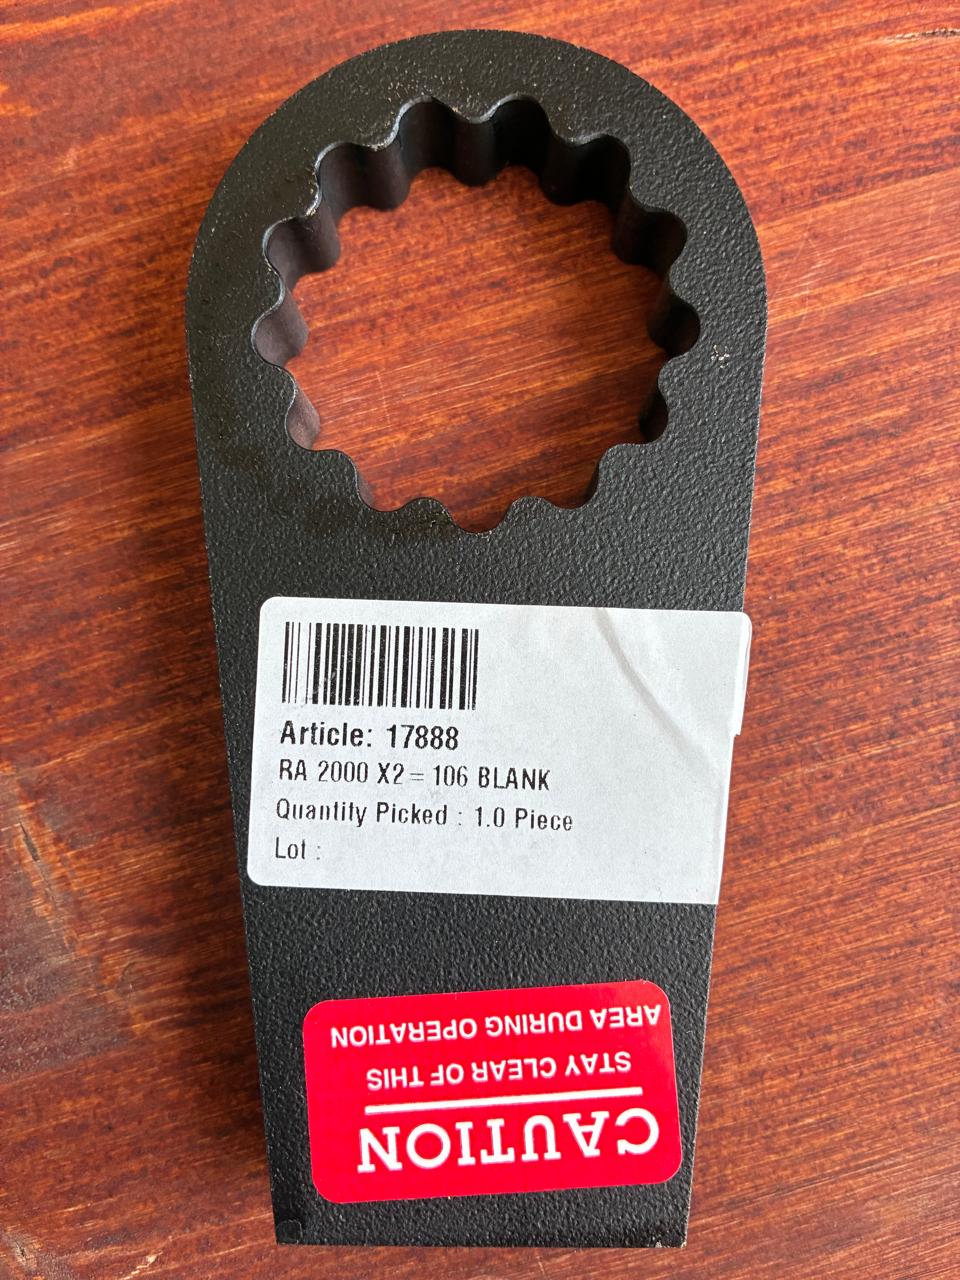 Article: 17888
RA 2000 X2 = 106 BLANK
Quantity Picked : 1.0 Piece
Lot :
CAUTION
STAY CLEAR OF THIS
AREA DURING OPERATION